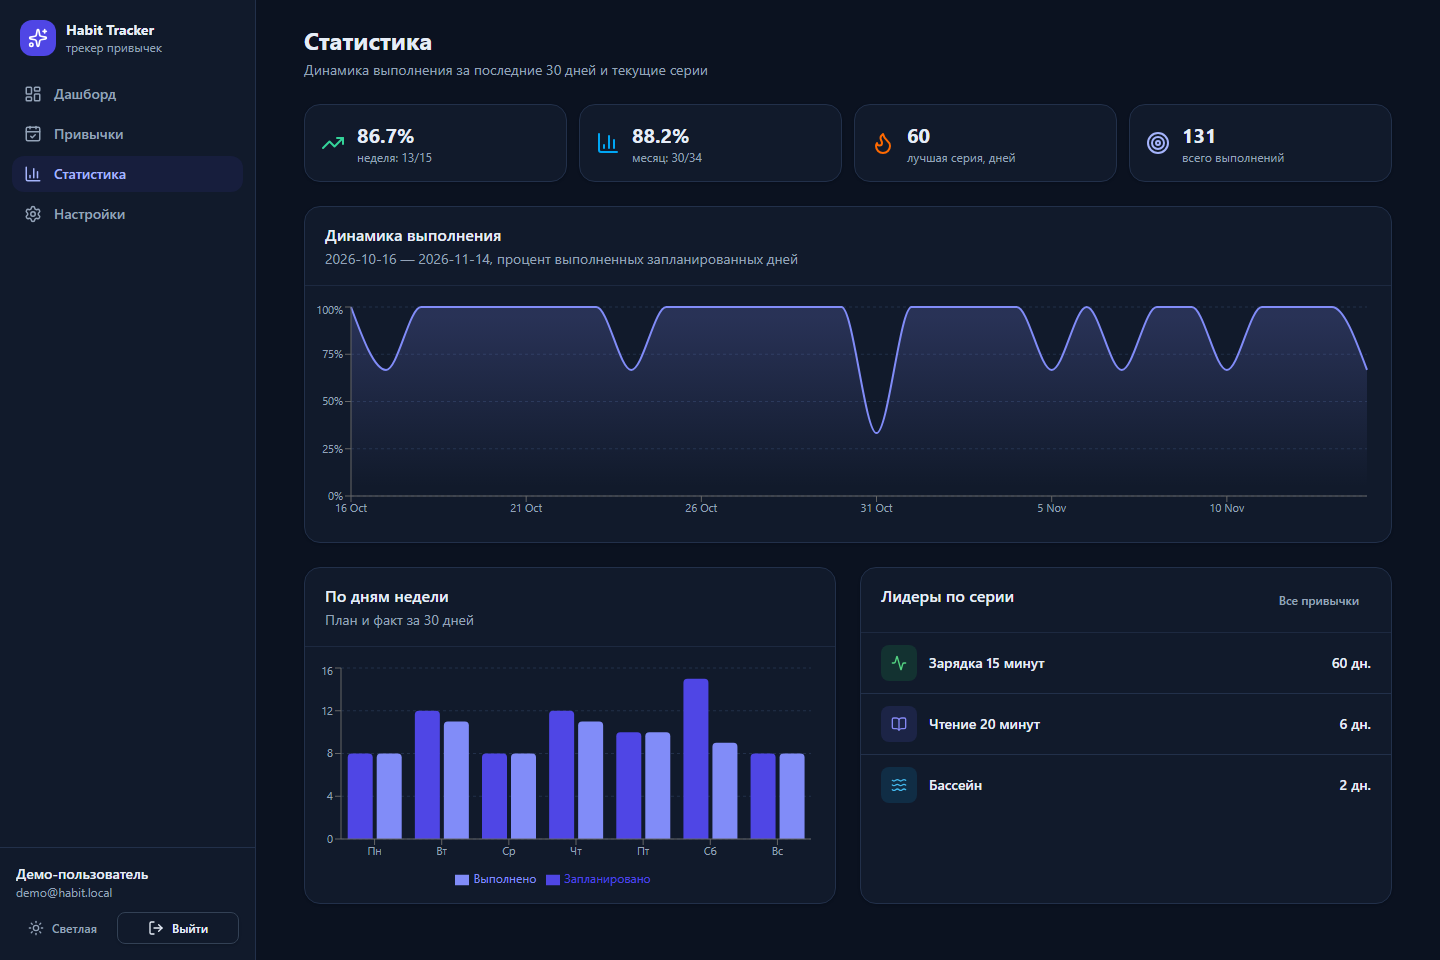 Habit Tracker
трекер привычек
Дашборд
Привычки
Статистика
Настройки
Демо-пользователь
demo@habit.local
Светлая
Выйти
Статистика
Динамика выполнения за последние 30 дней и текущие серии
86.7%
неделя: 13/15
88.2%
месяц: 30/34
60
лучшая серия, дней
131
всего выполнений
Динамика выполнения
2026-10-16 — 2026-11-14, процент выполненных запланированных дней
100%
75%
50%
25%
0%
16 Oct 21 Oct 26 Oct 31 Oct 5 Nov 10 Nov
По дням недели
План и факт за 30 дней
16
12
8
4
0
Пн Вт Ср Чт Пт Сб Вс
Выполнено Запланировано
Лидеры по серии
Все привычки
Зарядка 15 минут 60 дн.
Чтение 20 минут 6 дн.
Бассейн 2 дн.